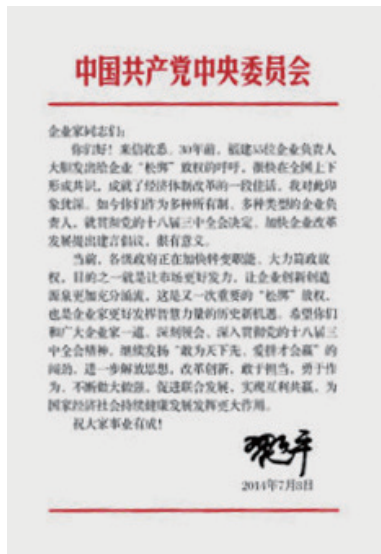 中国共产党中央委员会
企业家同志们:
你们好!来信收悉。30年前,福建55位企业负责人
大胆发出给企业“松绑”放权的呼吁,很快在全国上下
形成共识,成就了经济体制改革的一段佳话。我对此印
象犹深。如今你们作为多种所有制、多种类型的企业负
责人,就贯彻党的十八届三中全会决定、加快企业改革
发展提出建言倡议,很有意义。
当前,各级政府正在加快转变职能、大力简政放
权,目的之一就是让市场更好发力,让企业创新创造
源泉更加充分涌流,这是又一次重要的“松绑”放权,
也是企业家更好发挥智慧力量的历史新机遇。希望你们
和广大企业家一道,深刻领会、深入贯彻党的十八届三
中全会精神,继续发扬“敢为天下先、爱拼才会赢”的
闯劲,进一步解放思想,改革创新,敢于担当,勇于作
为,不断做大做强,促进联合发展,实现互利共赢,为
国家经济社会持续健康发展发挥更大作用。
祝大家事业有成!
习近平
2014年7月8日